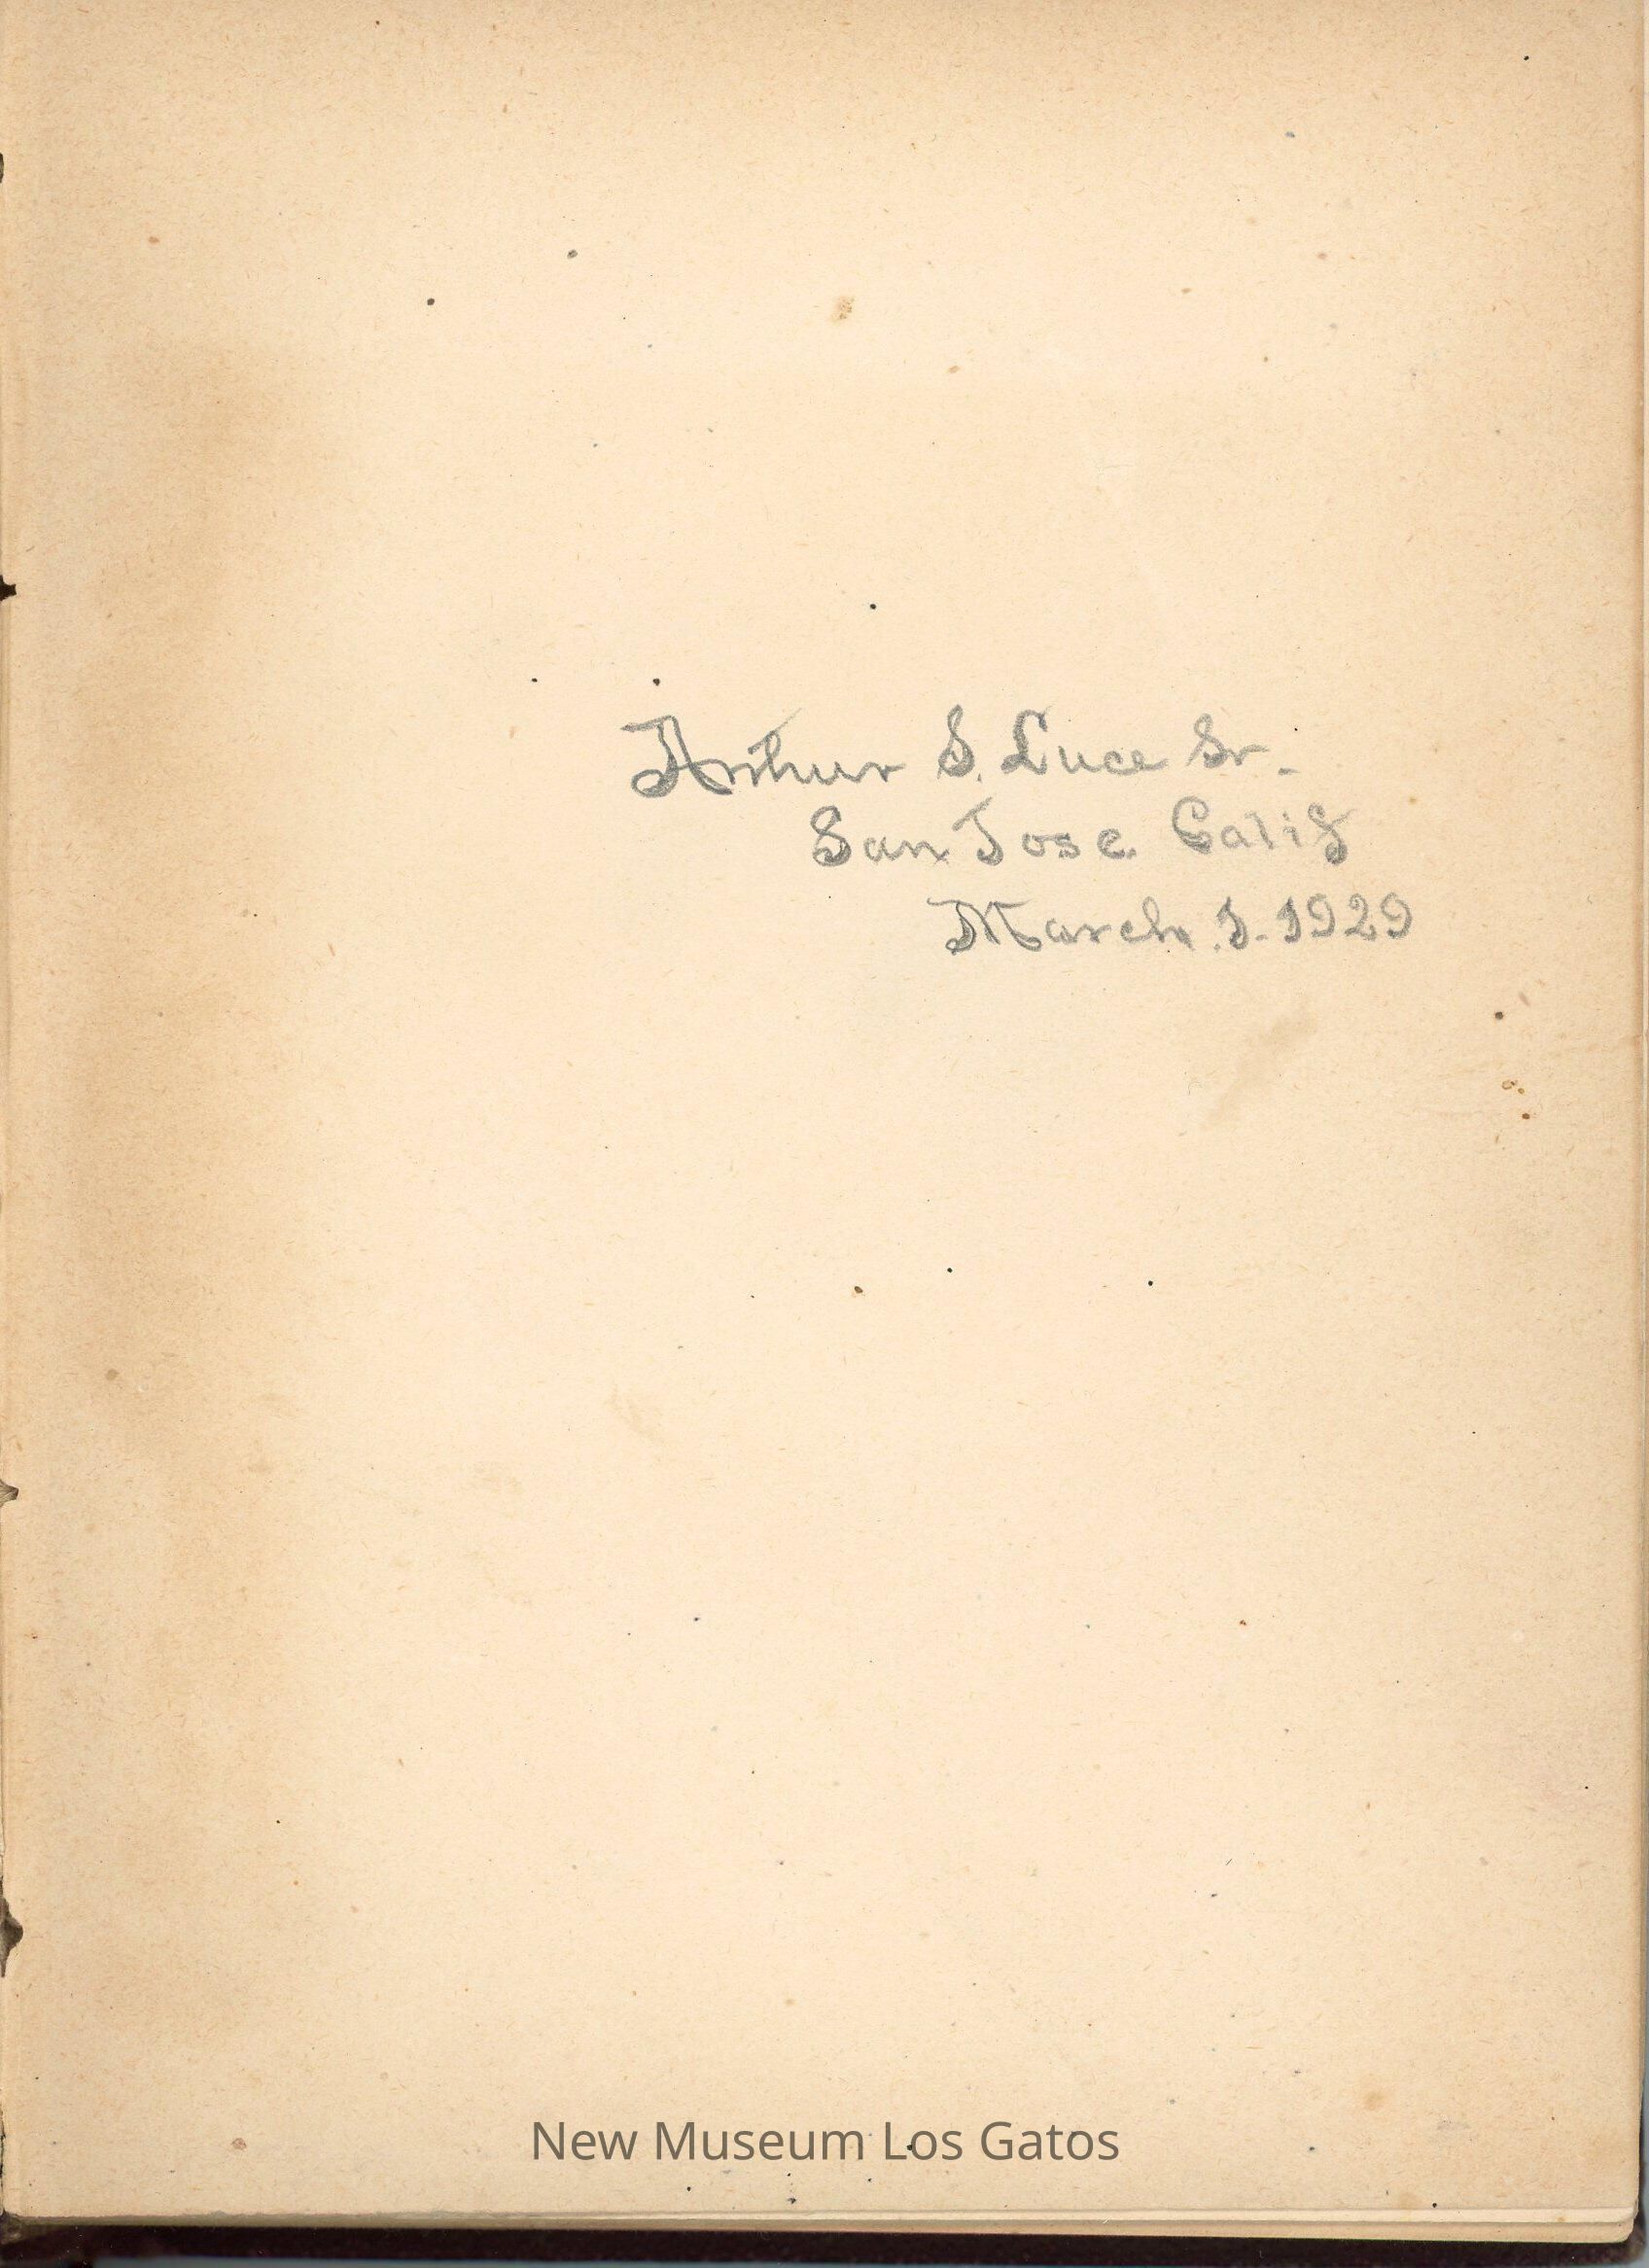 Arthur S. Luce Sr.
San Jose. Calif
March. 1. 1929
New Museum Los Gatos